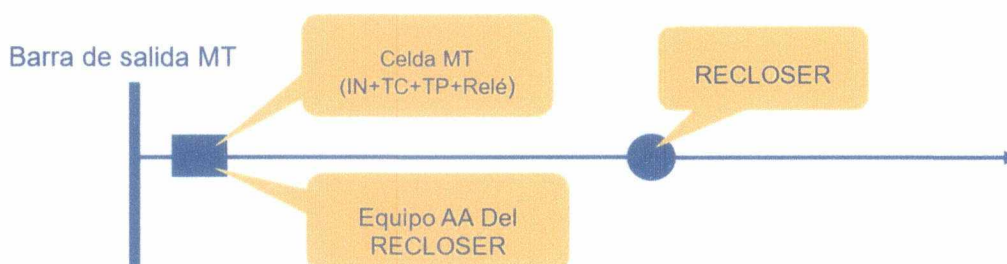 Barra de salida MT
Celda MT
(IN+TC+TP+Relé)
RECLOSER
Equipo AA Del
RECLOSER